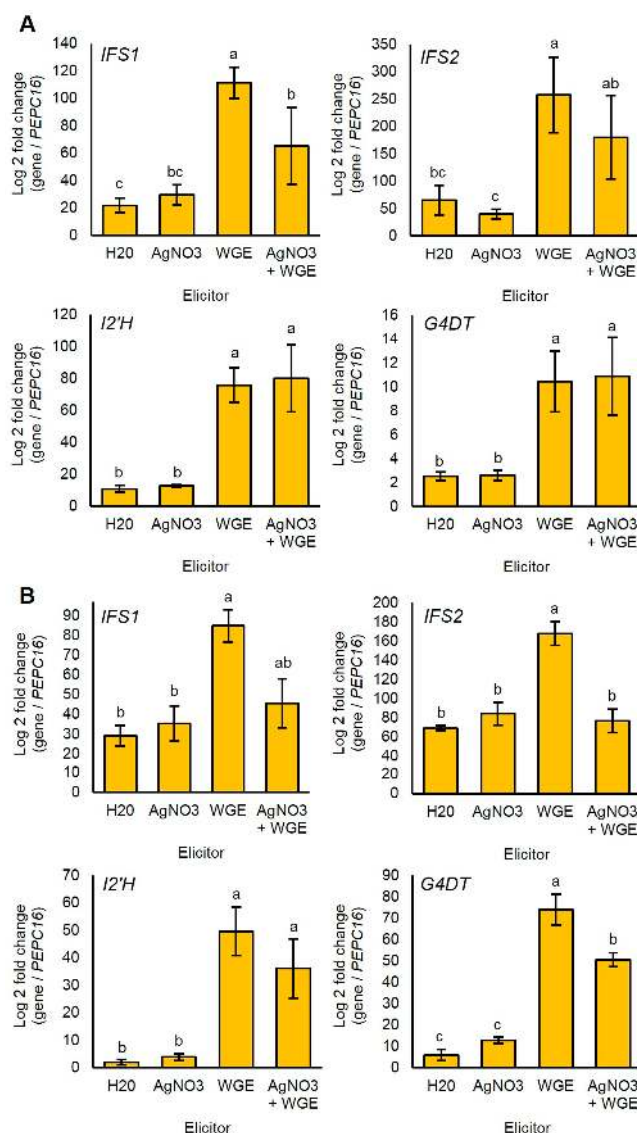 A
IFS1
Log 2 fold change
(gene / PEPC16)
140
120
100
80
60
40
20
0
c
bc
a
b
H20
AgNO3
WGE
AgNO3
+ WGE
Elicitor
IFS2
Log 2 fold change
(gene / PEPC16)
350
300
250
200
150
100
50
0
bc
c
a
ab
H20
AgNO3
WGE
AgNO3
+ WGE
Elicitor
I2'H
Log 2 fold change
(gene / PEPC16)
120
100
80
60
40
20
0
b
b
a
a
H20
AgNO3
WGE
AgNO3
+ WGE
Elicitor
G4DT
Log 2 fold change
(gene / PEPC16)
16
14
12
10
8
6
4
2
0
b
b
a
a
H20
AgNO3
WGE
AgNO3
+ WGE
Elicitor
B
IFS1
Log 2 fold change
(gene / PEPC16)
90
80
70
60
50
40
30
20
10
0
b
b
a
ab
H20
AgNO3
WGE
AgNO3
+ WGE
Elicitor
IFS2
Log 2 fold change
(gene / PEPC16)
200
180
160
140
120
100
80
60
40
20
0
b
b
a
b
H20
AgNO3
WGE
AgNO3
+ WGE
Elicitor
I2'H
Log 2 fold change
(gene / PEPC16)
70
60
50
40
30
20
10
0
b
b
a
a
H20
AgNO3
WGE
AgNO3
+ WGE
Elicitor
G4DT
Log 2 fold change
(gene / PEPC16)
90
80
70
60
50
40
30
20
10
0
c
c
a
b
H20
AgNO3
WGE
AgNO3
+ WGE
Elicitor